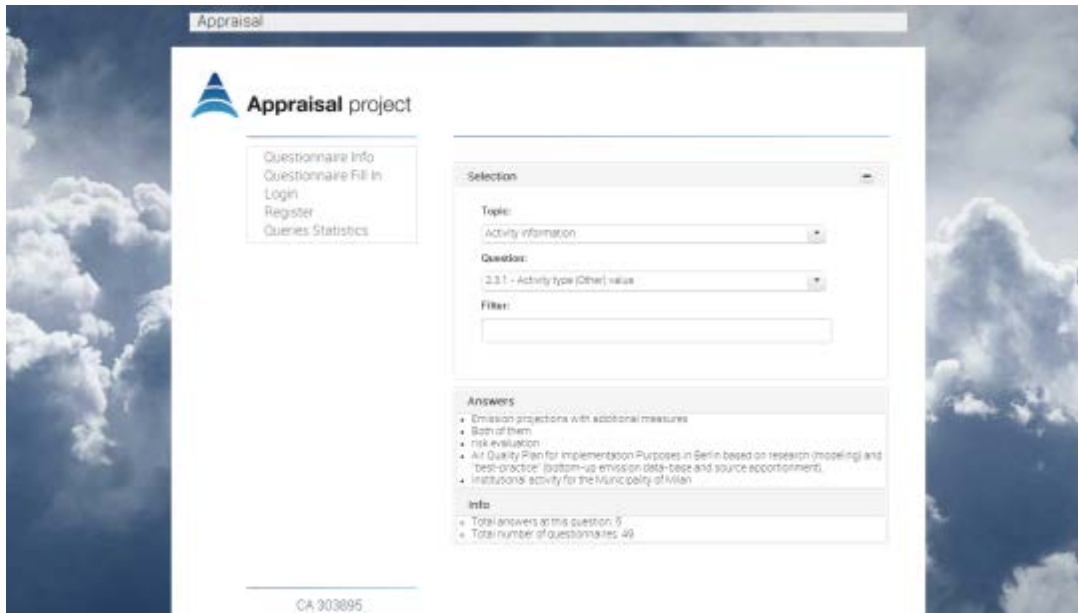 Appraisal
Appraisal project
Questionnaire Info
Questionnaire Fill In
Login
Register
Queries Statistics
Selection
Topic:
Activity information
Question:
2.3.1 - Activity type (Other) value
Filter:
Answers
Emission projections with additional measures
Both of them
risk evaluation
Air Quality Plan for Implementation Purposes in Berlin based on research (modeling) and
"best-practice" (bottom-up emission data-base and source apportionment).
Institutional activity for the Municipality of Milan
Info
Total answers at this question: 5
Total number of questionnaires: 49
CA 303895